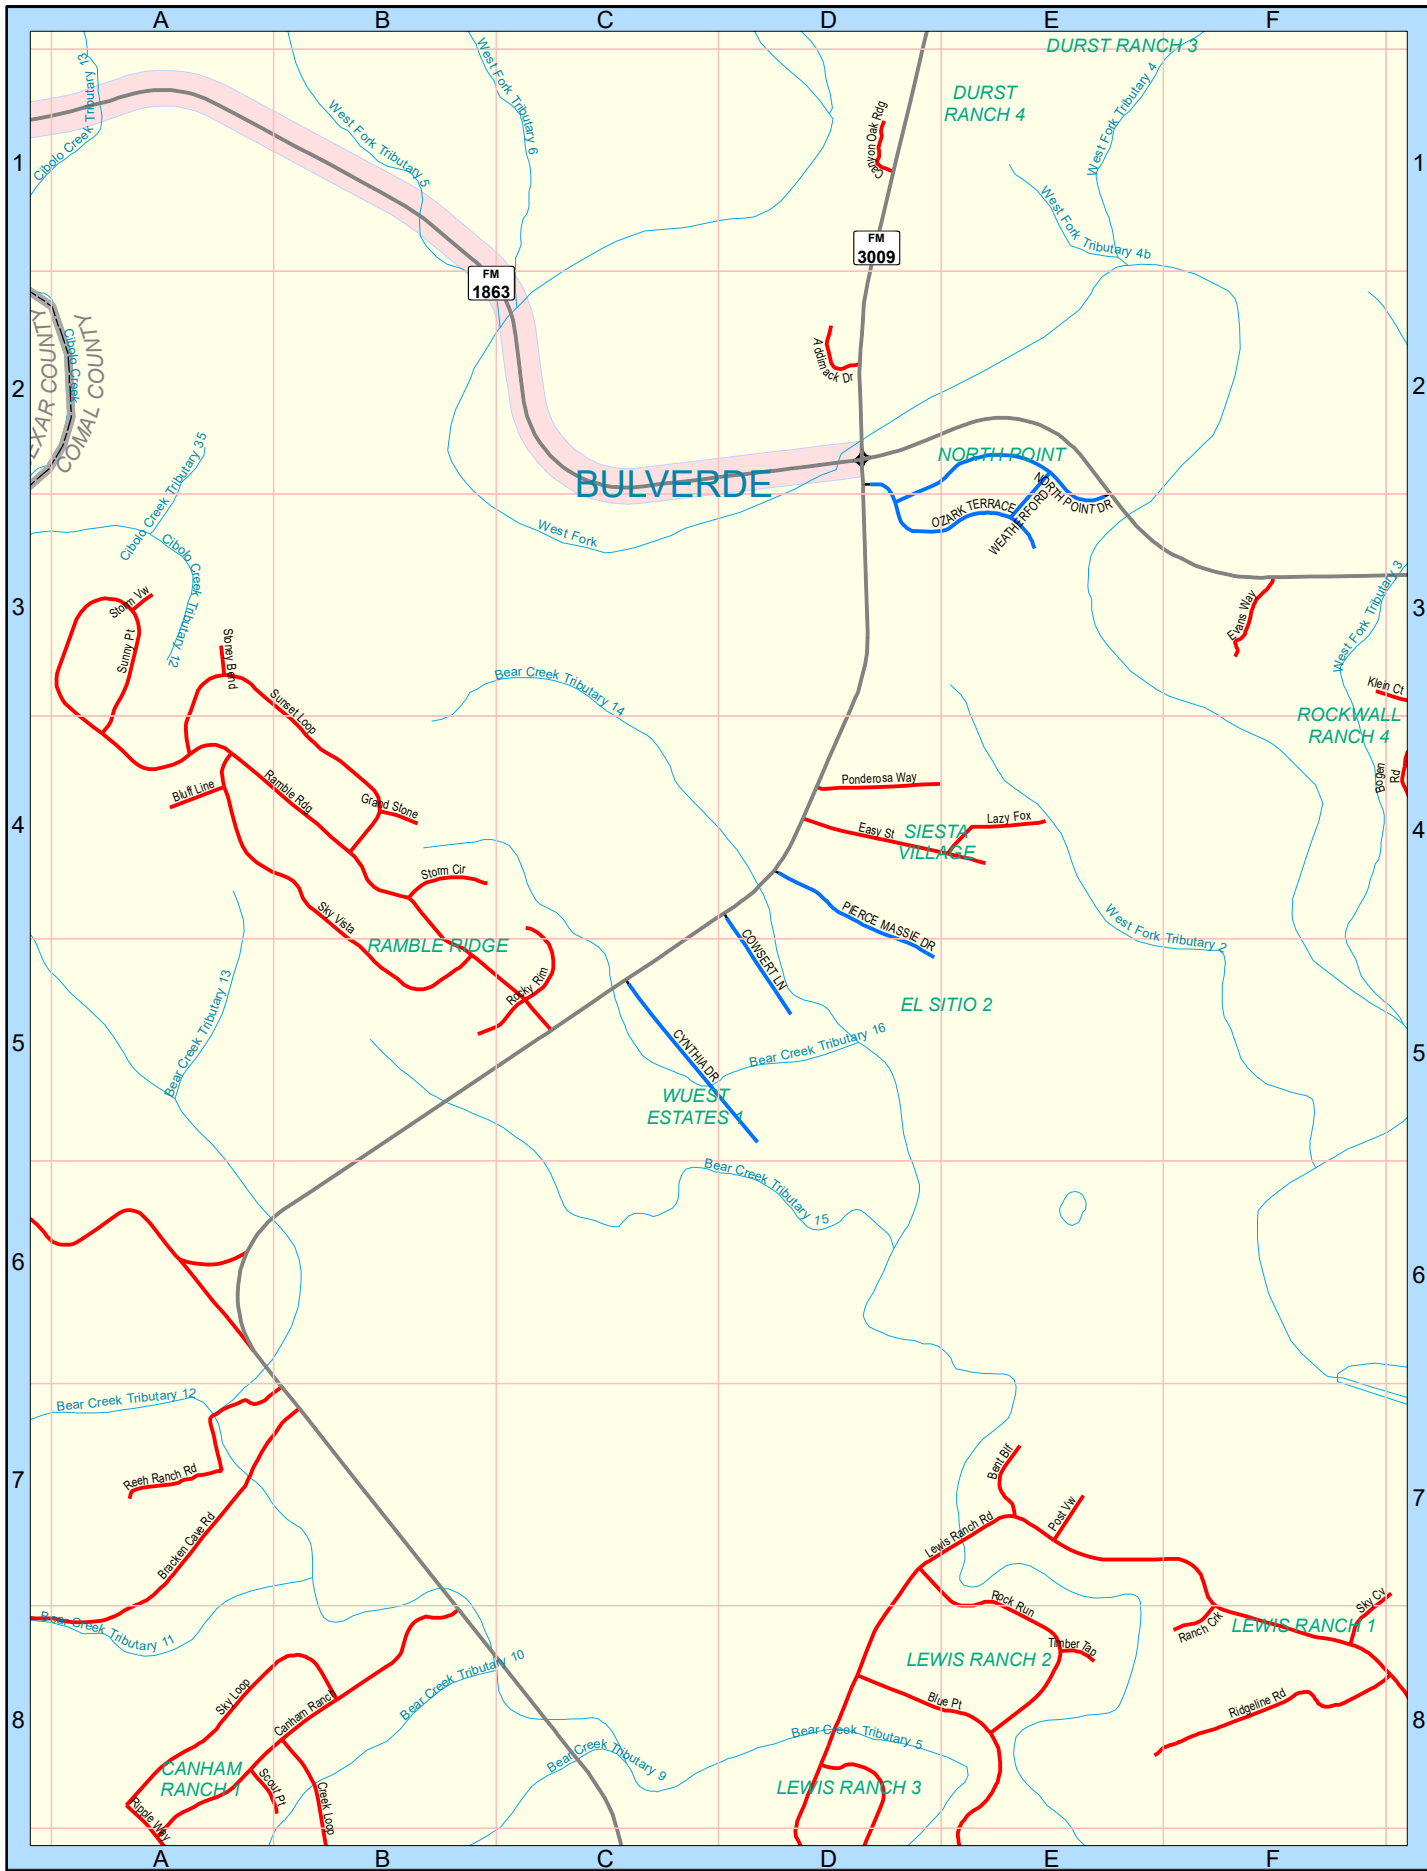 A B C D E F
DURST RANCH 3
DURST
RANCH 4
Cibolo Creek Tributary 13
West Fork Tributary 5
West Fork Tributary 6
Canyon Oak Rdg
West Fork Tributary 4
West Fork Tributary 4b
1
1
FM
3009
FM
1863
EXAR COUNTY
COMAL COUNTY
Cibolo Creek
Addimack Dr
2
2
NORTH POINT
BULVERDE
NORTH POINT DR
OZARK TERRACE
WEATHERFORD
West Fork
Cibolo Creek Tributary 35
Cibolo Creek Tributary 12
West Fork Tributary 3
3
3
Storm Vw
Sunny Pt
Stoney Bend
Evans Way
Klein Ct
Bear Creek Tributary 14
Sunset Loop
ROCKWALL
RANCH 4
Bogen
Rd
Bluff Line
Ramble Rdg
Grand Stone
Ponderosa Way
Easy St
Lazy Fox
SIESTA
VILLAGE
4
4
Storm Cir
Sky Vista
RAMBLE RIDGE
PIERCE MASSIE DR
COWSERT LN
West Fork Tributary 2
Rocky Rim
EL SITIO 2
Bear Creek Tributary 13
Bear Creek Tributary 16
CYNTHIA DR
5
5
WUEST
ESTATES 1
Bear Creek Tributary 15
6
6
Bear Creek Tributary 12
Reeh Ranch Rd
Bracken Cave Rd
Bent Blf
Post Vw
Lewis Ranch Rd
7
7
Rock Run
Sky Cv
Ranch Crk
LEWIS RANCH 1
Bear Creek Tributary 11
Timber Tap
LEWIS RANCH 2
Bear Creek Tributary 10
Sky Loop
Canham Ranch
Blue Pt
Ridgeline Rd
8
8
Bear Creek Tributary 5
Bear Creek Tributary 9
CANHAM
RANCH 1
Scout Pt
Creek Loop
Ripple Way
LEWIS RANCH 3
A B C D E F